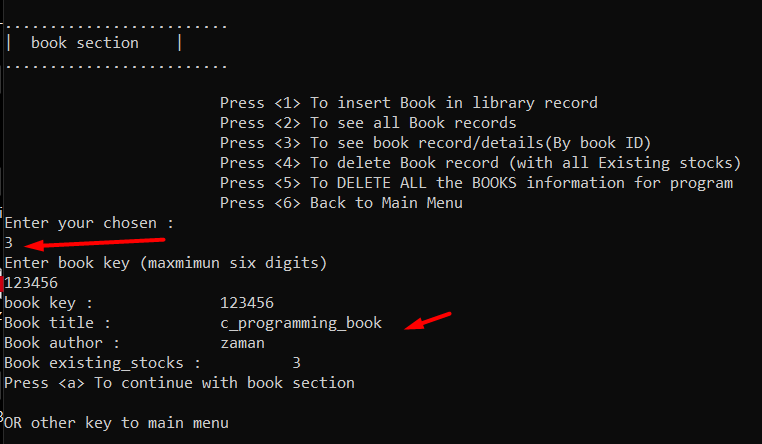 .........................
| book section |
.........................
Press <1> To insert Book in library record
Press <2> To see all Book records
Press <3> To see book record/details(By book ID)
Press <4> To delete Book record (with all Existing stocks)
Press <5> To DELETE ALL the BOOKS information for program
Press <6> Back to Main Menu
Enter your chosen :
3
Enter book key (maxmimun six digits)
123456
book key : 123456
Book title : c_programming_book
Book author : zaman
Book existing_stocks : 3
Press <a> To continue with book section
OR other key to main menu